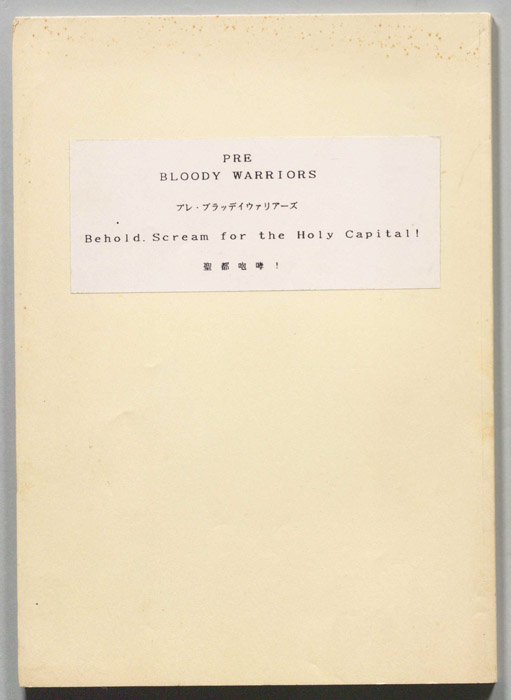 PRE
BLOODY WARRIORS
プレ・ブラッデイウァリアーズ
Behold. Scream for the Holy Capital!
聖都咆哮！